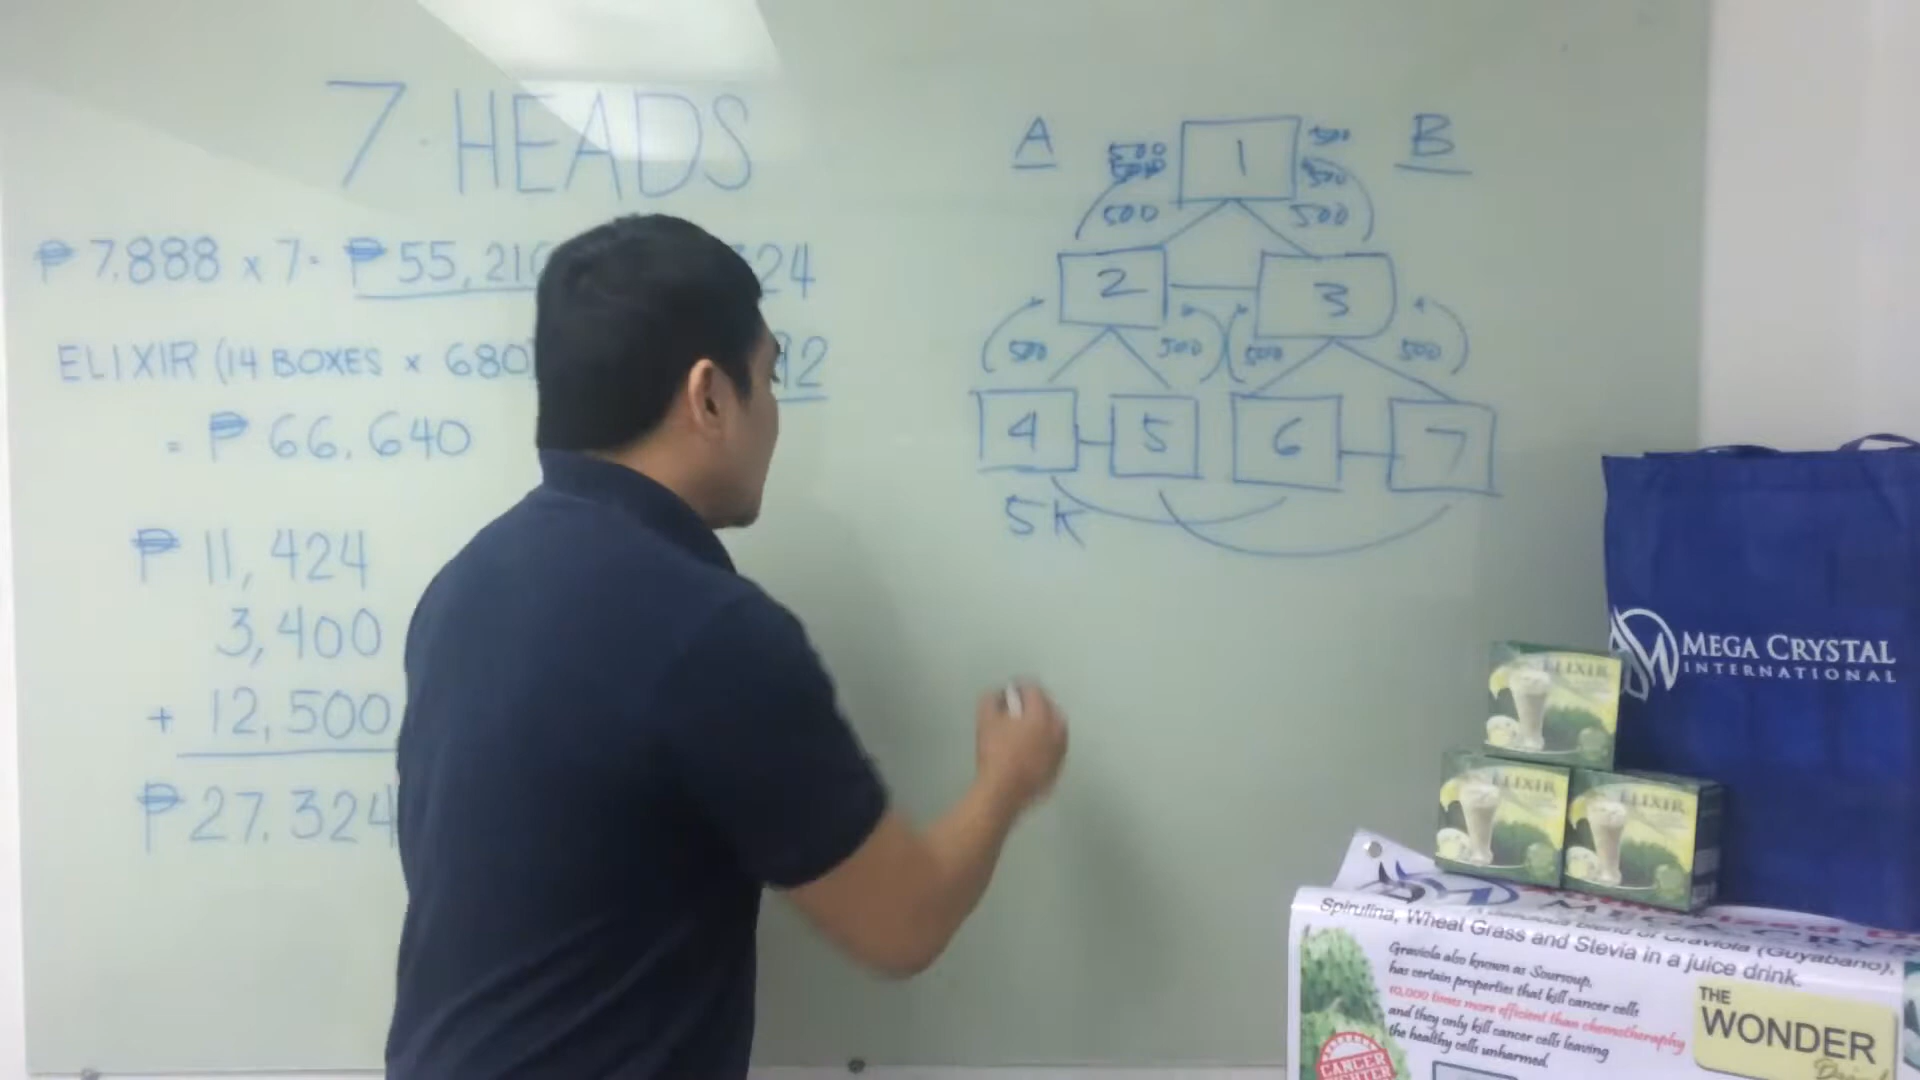 7·HEADS
₱ 7.888 x 7 = ₱ 55,21
24
ELIXIR (14 BOXES x 680)
92
= ₱ 66.640
₱ 11,424
3,400
+ 12,500
₱ 27.324
A
B
500
1
500
500
500
500
500
2
3
500
500
500
500
4
5
6
7
5K
MEGA CRYSTAL
INTERNATIONAL
ELIXIR
ELIXIR
ELIXIR
Graviola (Guyabano),
Spirulina, Wheat Grass and Stevia in a juice drink.
Graviola also known as Soursoup,
has certain properties that kill cancer cells
10,000 times more efficient than chemotheraphy
and they only kill cancer cells leaving
the healthy cells unharmed.
THE
WONDER
CANCER